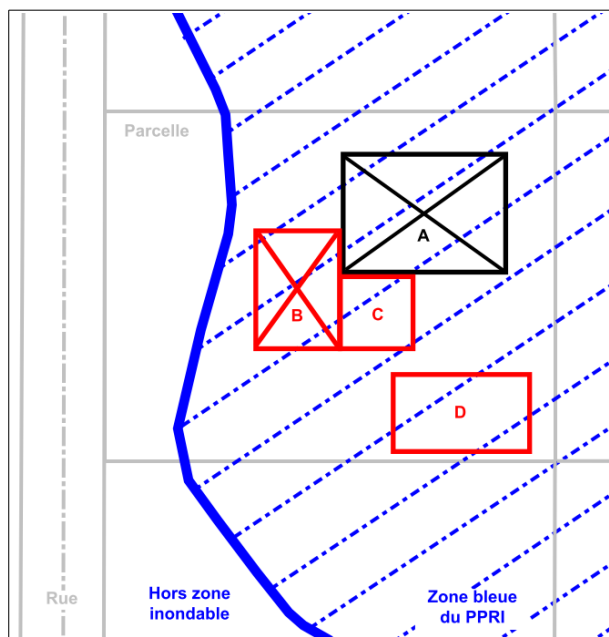 Parcelle
A
B
C
D
Rue
Hors zone
inondable
Zone bleue
du PPRI